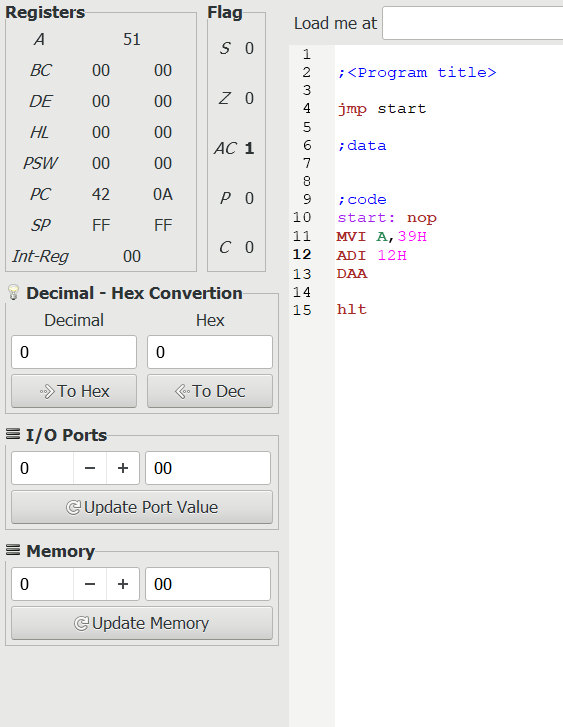 Registers
A 51
BC 00 00
DE 00 00
HL 00 00
PSW 00 00
PC 42 0A
SP FF FF
Int-Reg 00
Flag
S 0
Z 0
AC 1
P 0
C 0
Decimal - Hex Convertion
Decimal Hex
0 0
To Hex To Dec
I/O Ports
0 − + 00
Update Port Value
Memory
0 − + 00
Update Memory
Load me at
1
2 ;<Program title>
3
4 jmp start
5
6 ;data
7
8
9 ;code
10 start: nop
11 MVI A,39H
12 ADI 12H
13 DAA
14
15 hlt